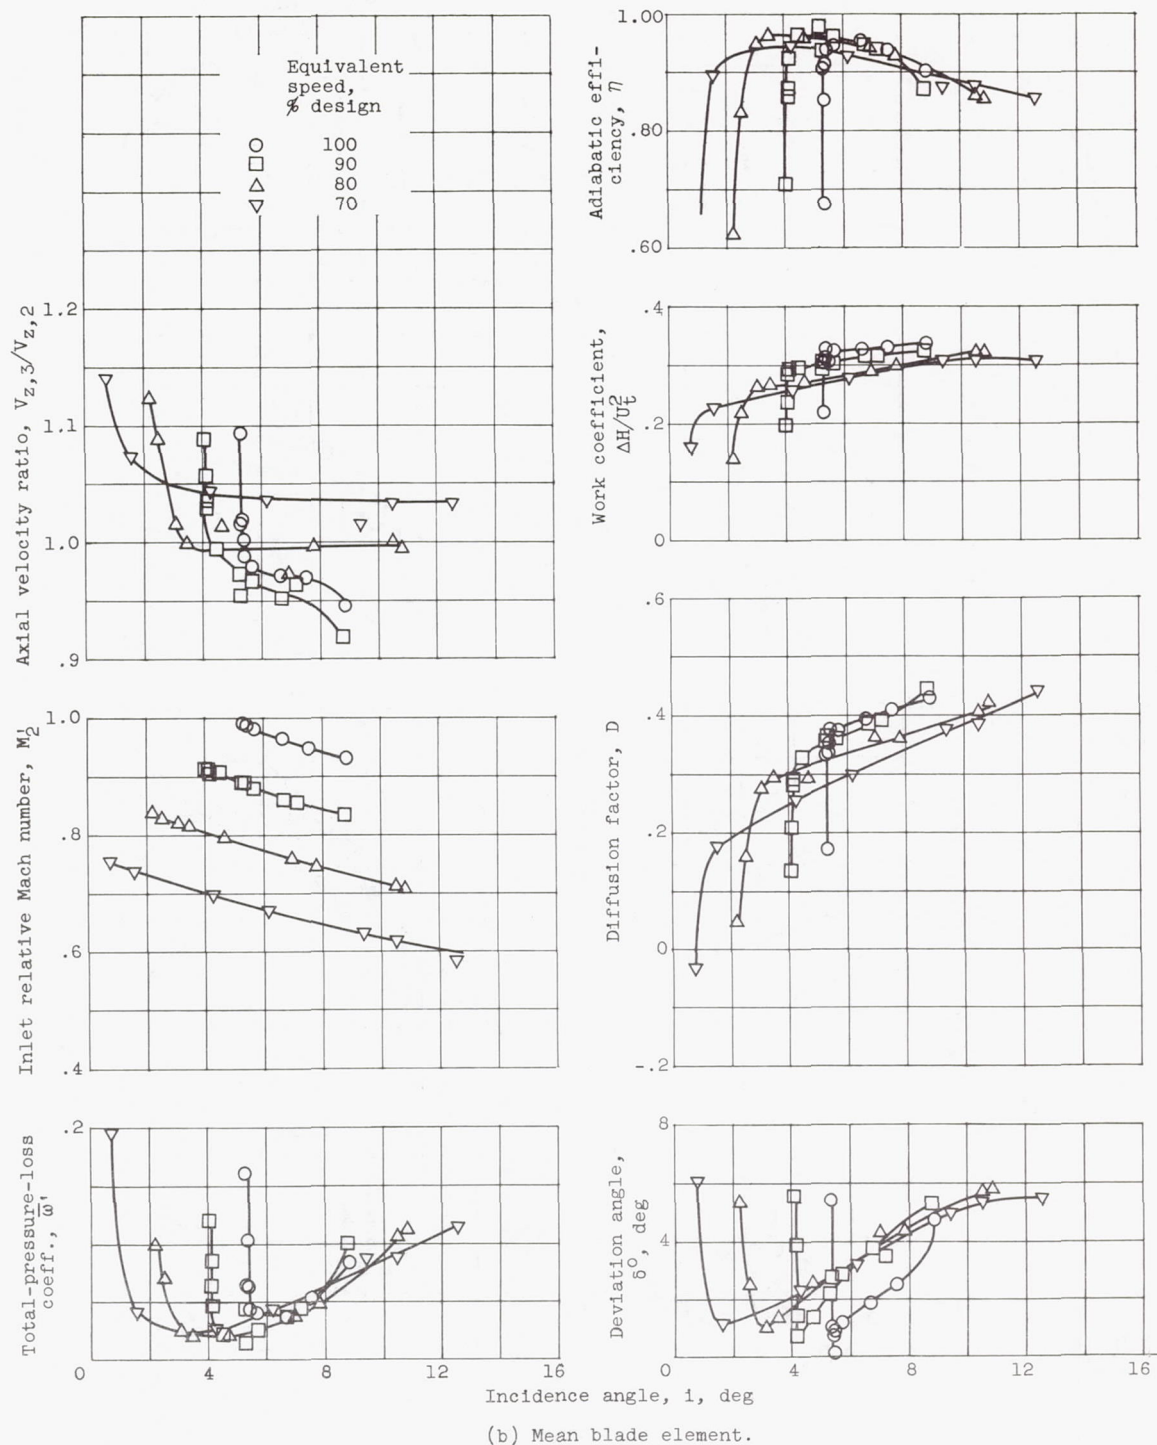 Equivalent
speed,
% design
100
90
80
70
Axial velocity ratio, V_z,3/V_z,2
1.2
1.1
1.0
.9
Adiabatic effi-
ciency, η
1.00
.80
.60
Work coefficient,
ΔH/U_t^2
.4
.2
0
Inlet relative Mach number, M_2'
1.0
.8
.6
.4
Diffusion factor, D
.6
.4
.2
0
-.2
Total-pressure-loss
coeff., ω̅'
.2
0 4 8 12 16
Deviation angle,
δ°, deg
8
4
0 4 8 12 16
Incidence angle, i, deg
(b) Mean blade element.